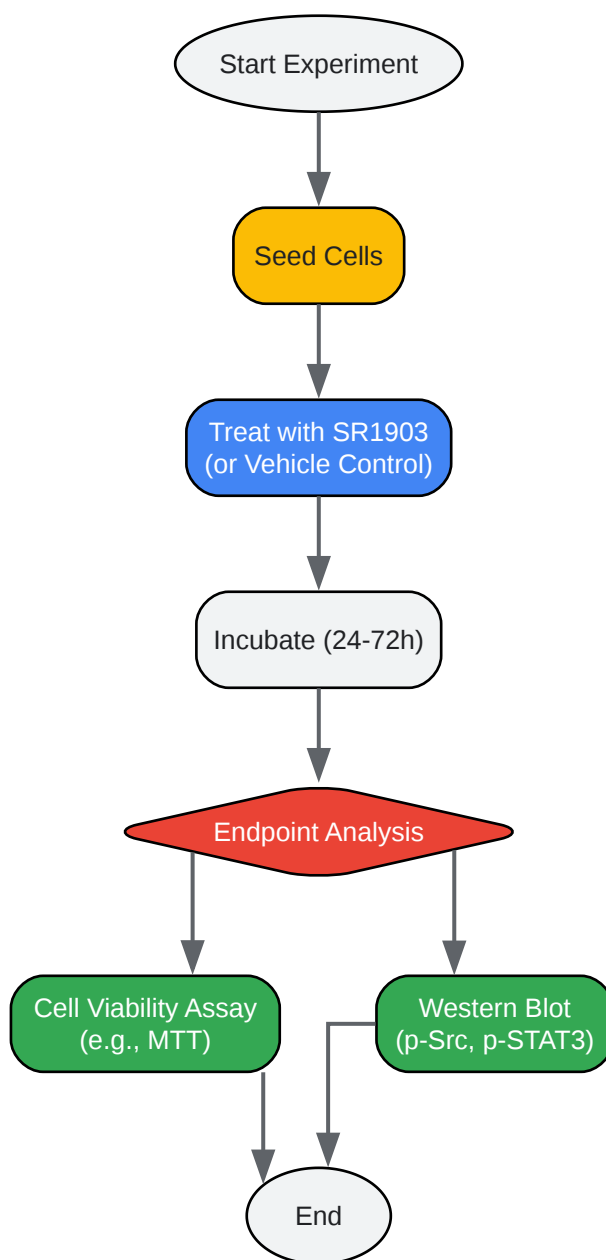 Start Experiment
Seed Cells
Treat with SR1903
(or Vehicle Control)
Incubate (24-72h)
Endpoint Analysis
Cell Viability Assay
(e.g., MTT)
Western Blot
(p-Src, p-STAT3)
End